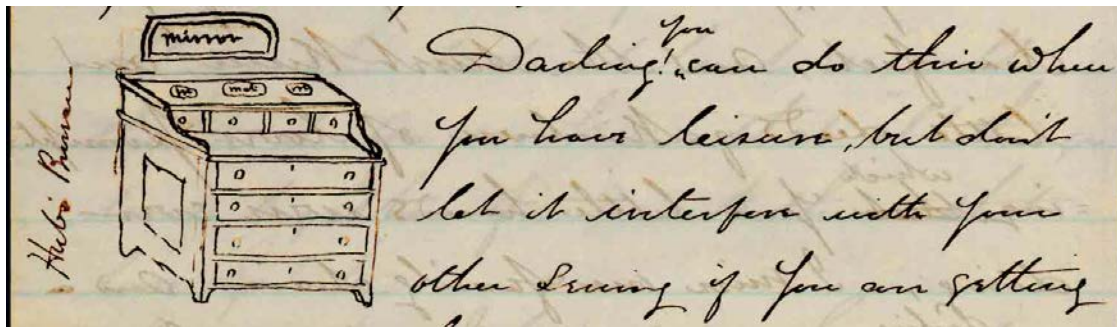 mirror
mat
Hub's Bureau
you
Darling! can do this when
you have leisure, but don't
let it interfere with your
other sewing if you are getting